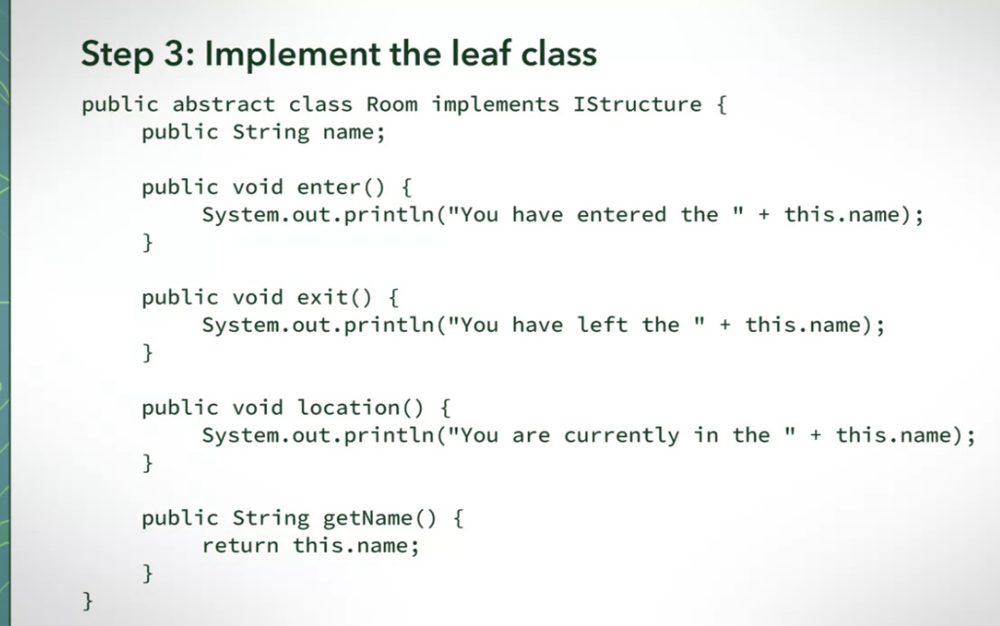 Step 3: Implement the leaf class
public abstract class Room implements IStructure {
public String name;
public void enter() {
System.out.println("You have entered the " + this.name);
}
public void exit() {
System.out.println("You have left the " + this.name);
}
public void location() {
System.out.println("You are currently in the " + this.name);
}
public String getName() {
return this.name;
}
}